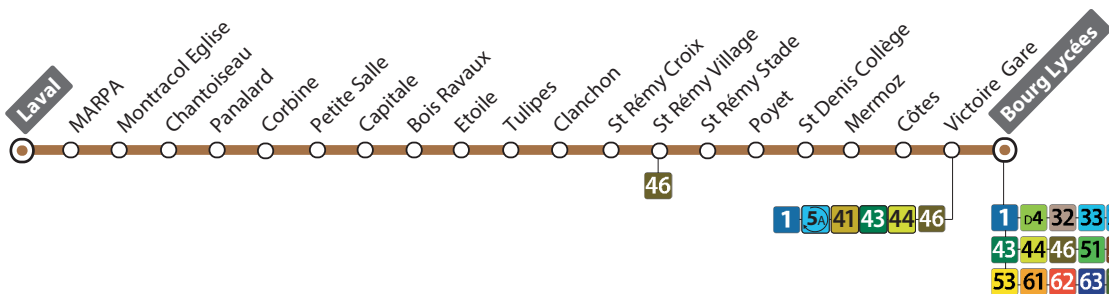 Laval
MARPA
Montracol Eglise
Chantoiseau
Panalard
Corbine
Petite Salle
Capitale
Bois Ravaux
Etoile
Tulipes
Clanchon
St Rémy Croix
St Rémy Village
St Rémy Stade
Poyet
St Denis Collège
Mermoz
Côtes
Victoire Gare
Bourg Lycées
46
1 5A 41 43 44 46
1 D4 32 33
43 44 46 51
53 61 62 63